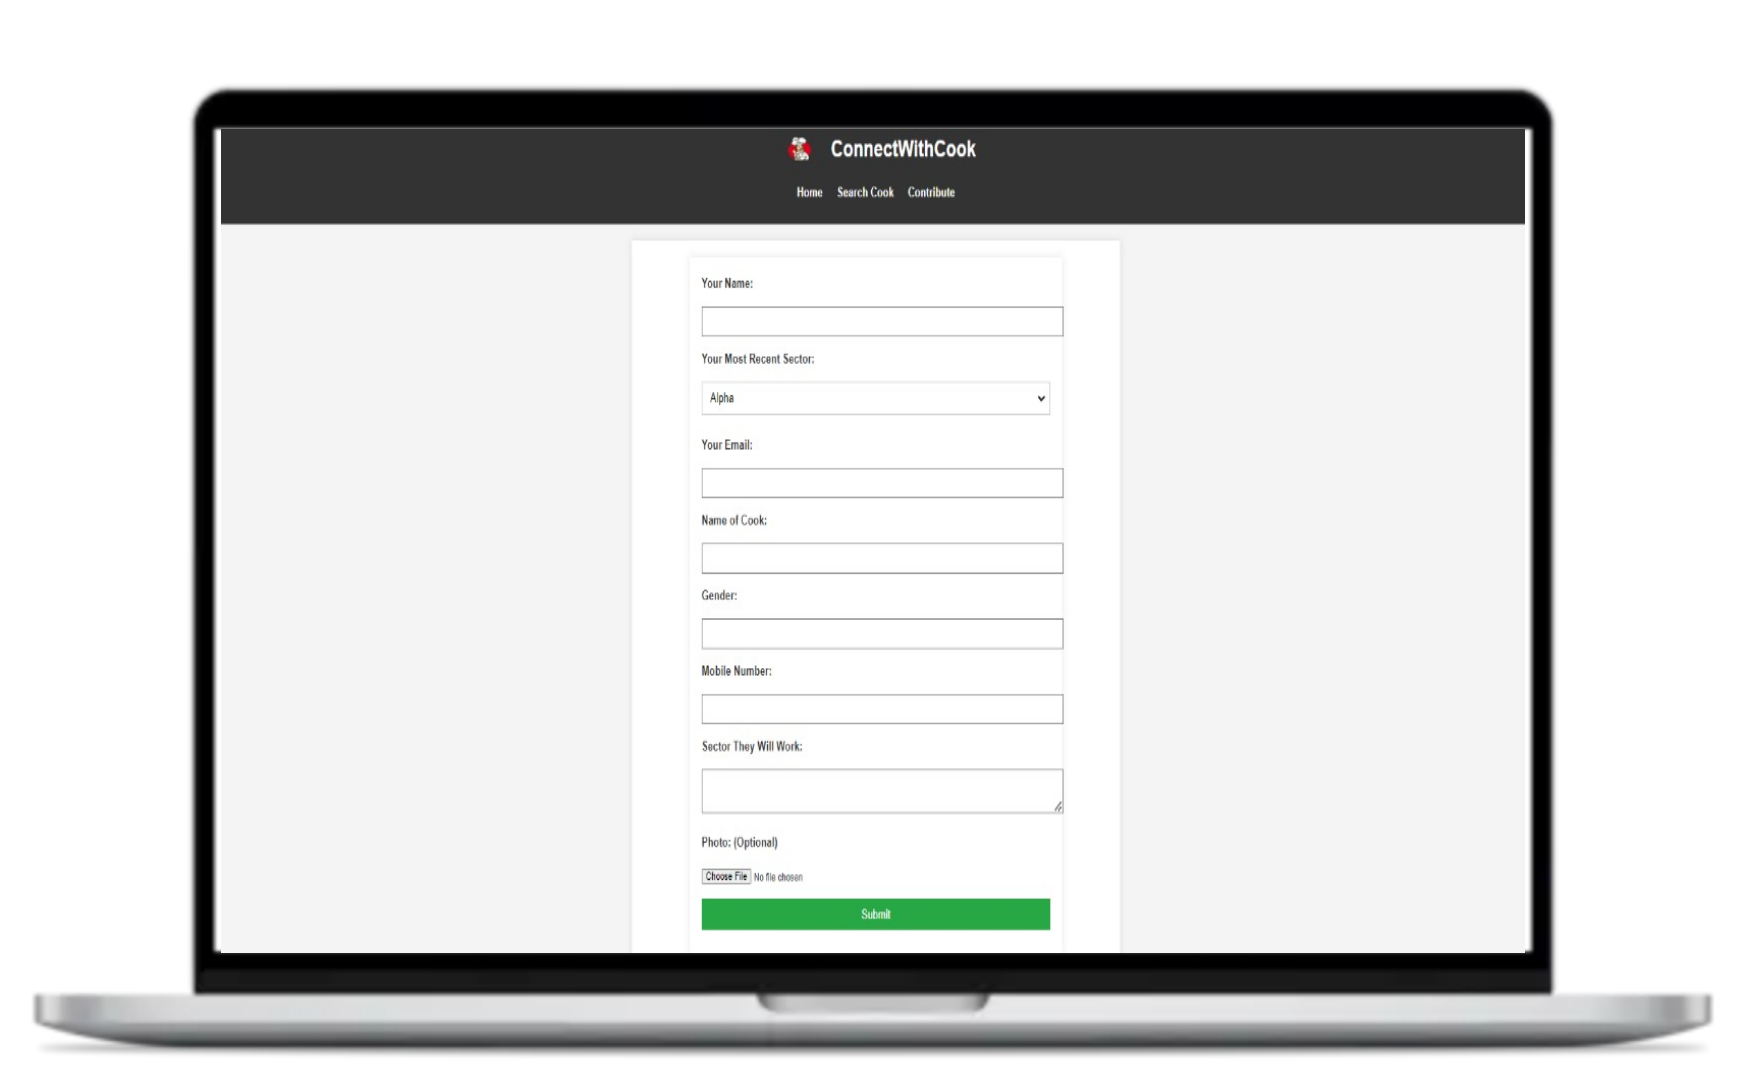 ConnectWithCook
Home Search Cook Contribute
Your Name:
Your Most Recent Sector:
Alpha
Your Email:
Name of Cook:
Gender:
Mobile Number:
Sector They Will Work:
Photo: (Optional)
Choose File No file chosen
Submit